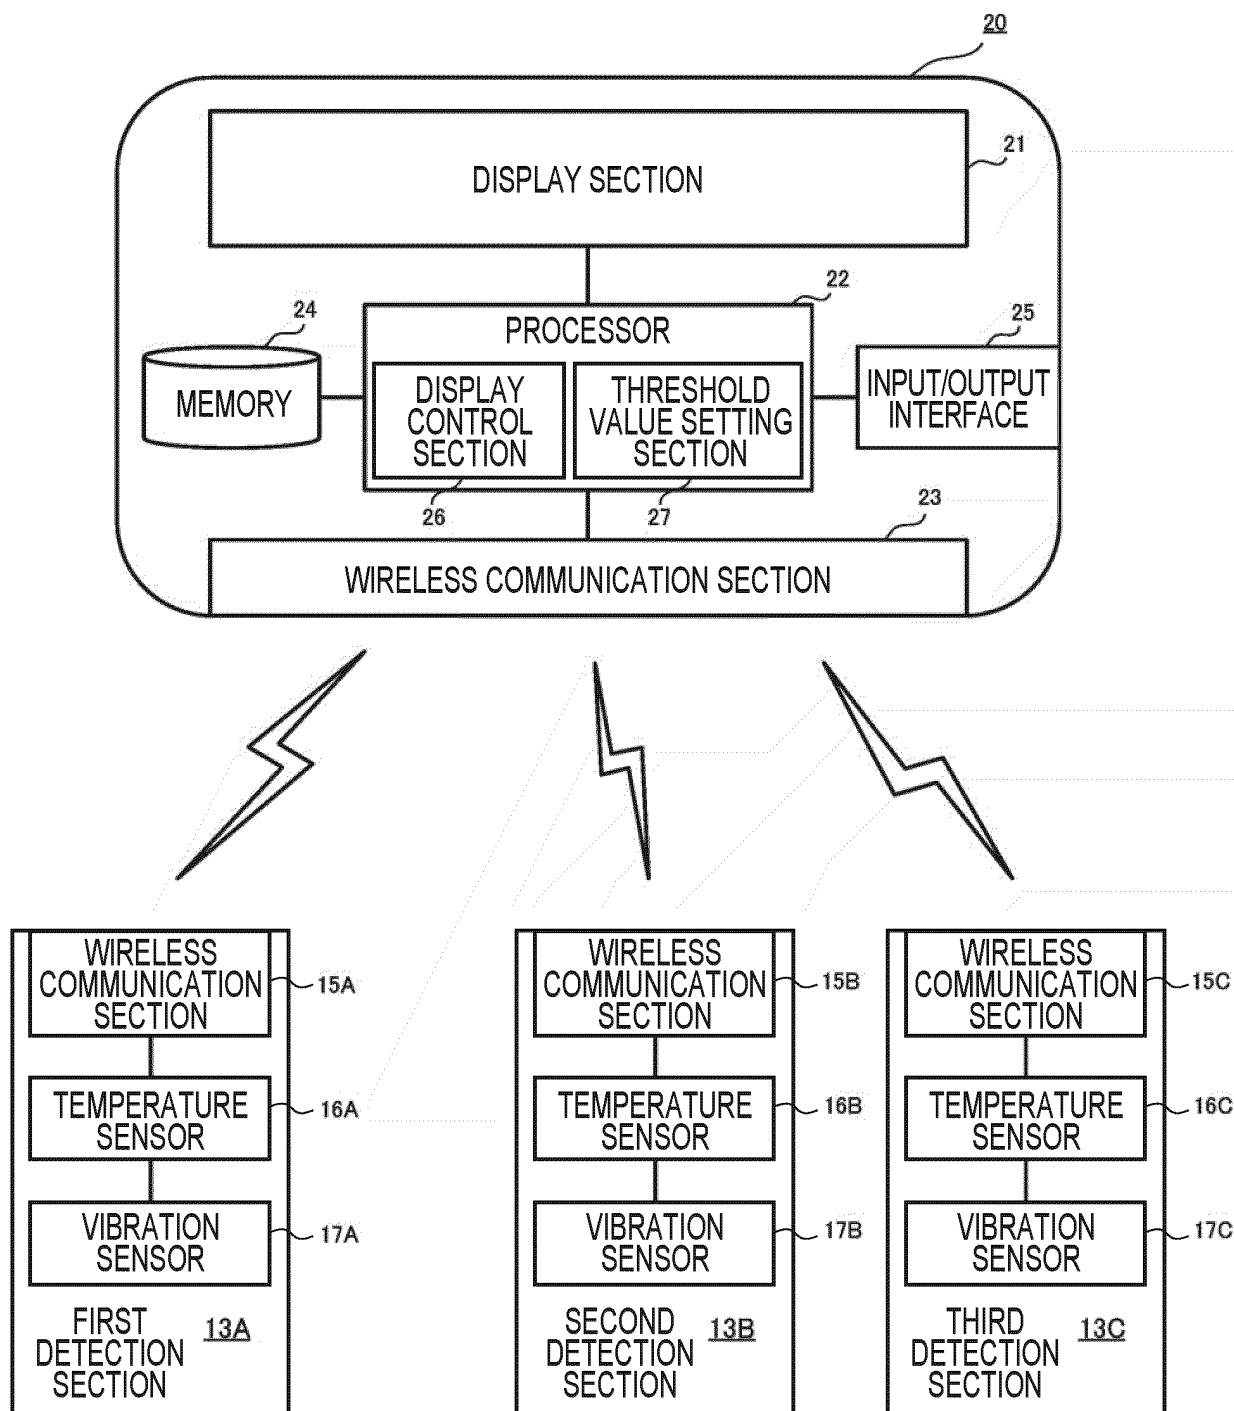 20
21
DISPLAY SECTION
22
24
25
PROCESSOR
MEMORY
DISPLAY
CONTROL
SECTION
THRESHOLD
VALUE SETTING
SECTION
INPUT/OUTPUT
INTERFACE
26
27
23
WIRELESS COMMUNICATION SECTION
WIRELESS
COMMUNICATION
SECTION
15A
TEMPERATURE
SENSOR
16A
VIBRATION
SENSOR
17A
FIRST
DETECTION
SECTION
13A
WIRELESS
COMMUNICATION
SECTION
15B
TEMPERATURE
SENSOR
16B
VIBRATION
SENSOR
17B
SECOND
DETECTION
SECTION
13B
WIRELESS
COMMUNICATION
SECTION
15C
TEMPERATURE
SENSOR
16C
VIBRATION
SENSOR
17C
THIRD
DETECTION
SECTION
13C